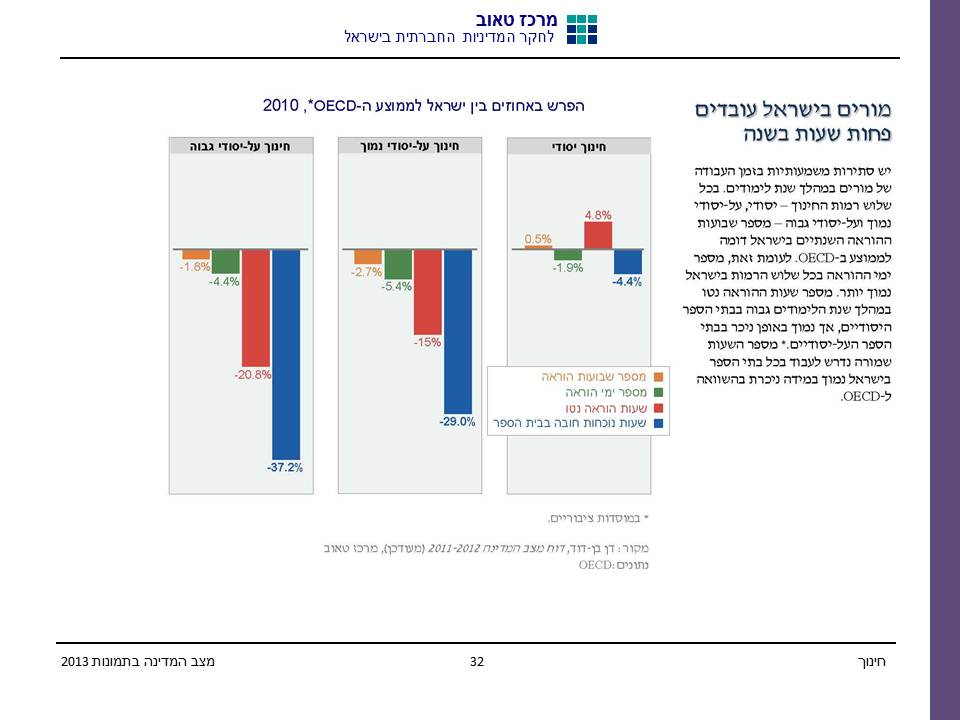 מרכז טאוב
לחקר המדיניות החברתית בישראל
מורים בישראל עובדים
פחות שעות בשנה
יש סתירות משמעותיות בזמן העבודה
של מורים במהלך שנת לימודים. בכל
שלוש רמות החינוך – יסודי, על-יסודי
נמוך ועל-יסודי גבוה – מספר שבועות
ההוראה השנתיים בישראל דומה
לממוצע ב-OECD. לעומת זאת, מספר
ימי ההוראה בכל שלוש הרמות בישראל
נמוך יותר. מספר שעות ההוראה נטו
במהלך שנת הלימודים גבוה בבתי הספר
היסודיים, אך נמוך באופן ניכר בבתי
הספר העל-יסודיים.* מספר השעות
שמורה נדרש לעבוד בכל בתי הספר
בישראל נמוך במידה ניכרת בהשוואה
ל-OECD.
הפרש באחוזים בין ישראל לממוצע ה-OECD*, 2010
חינוך יסודי
0.5%
-1.9%
4.8%
-4.4%
חינוך על-יסודי נמוך
-2.7%
-5.4%
-15%
-29.0%
חינוך על-יסודי גבוה
-1.8%
-4.4%
-20.8%
-37.2%
מספר שבועות הוראה
מספר ימי הוראה
שעות הוראה נטו
שעות נוכחות חובה בבית הספר
* במוסדות ציבוריים.
מקור: דן בן-דוד, דוח מצב המדינה 2011-2012 (מעודכן), מרכז טאוב
נתונים: OECD
חינוך
32
מצב המדינה בתמונות 2013